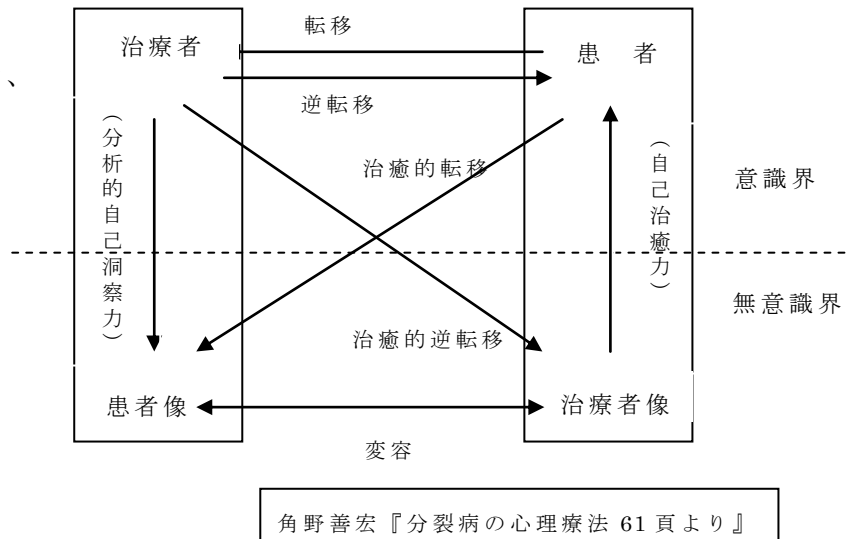 転移
治療者
患 者
、
逆転移
（分析的自己洞察力）
治癒的転移
（自己治癒力）
意識界
無意識界
治癒的逆転移
患者像
治療者像
変容
角野善宏『分裂病の心理療法 61 頁より』